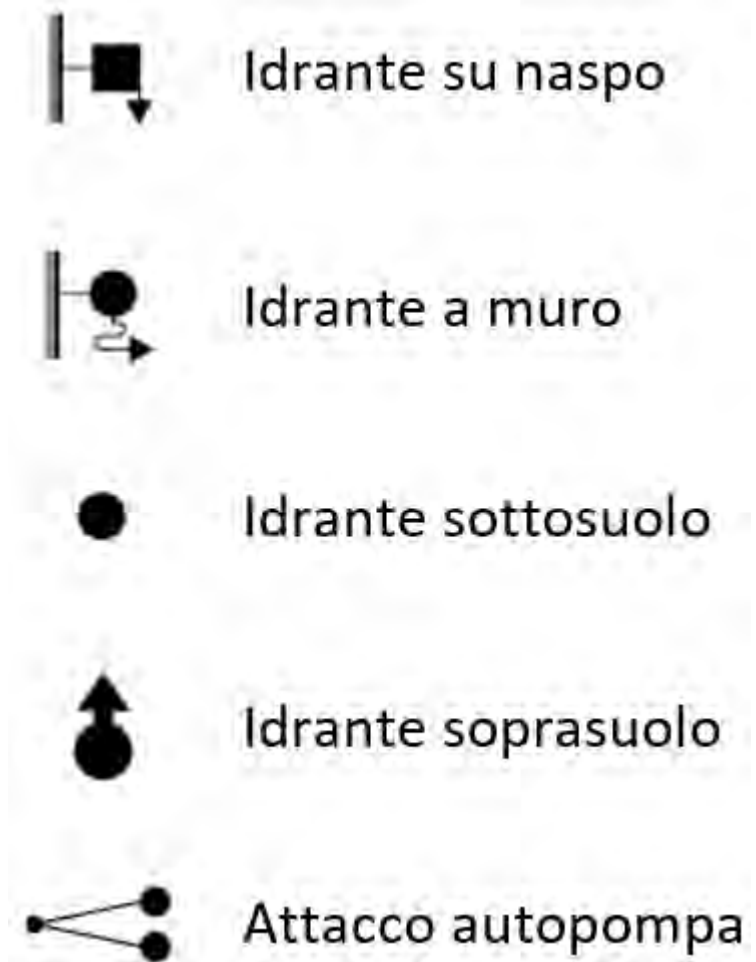 Idrante su naspo
Idrante a muro
Idrante sottosuolo
Idrante soprasuolo
Attacco autopompa